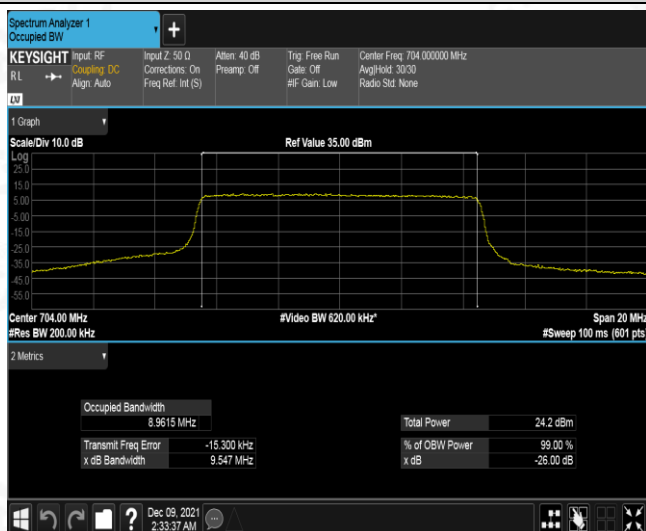 Spectrum Analyzer 1
Occupied BW
+
KEYSIGHT Input: RF Input Z: 50 Ω Atten: 40 dB Trig: Free Run Center Freq: 704.000000 MHz
RL Coupling: DC Corrections: On Preamp: Off Gate: Off Avg|Hold: 30/30
Align: Auto Freq Ref: Int (S) #IF Gain: Low Radio Std: None
LXI
1 Graph
Scale/Div 10.0 dB Ref Value 35.00 dBm
Log
25.0
15.0
5.00
-5.00
-15.0
-25.0
-35.0
-45.0
-55.0
Center 704.00 MHz #Video BW 620.00 kHz* Span 20 MHz
#Res BW 200.00 kHz #Sweep 100 ms (601 pts)
2 Metrics
Occupied Bandwidth
8.9615 MHz Total Power 24.2 dBm
Transmit Freq Error -15.300 kHz % of OBW Power 99.00 %
x dB Bandwidth 9.547 MHz x dB -26.00 dB
? Dec 09, 2021
2:33:37 AM